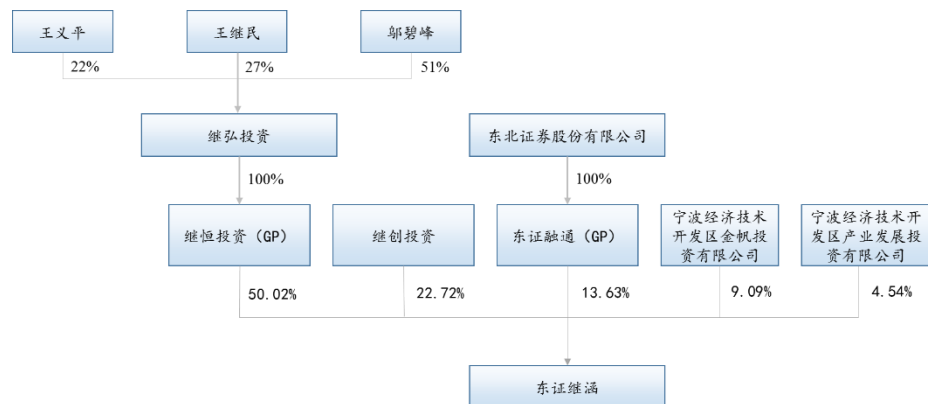 王义平
王继民
邬碧峰
22%
27%
51%
继弘投资
东北证券股份有限公司
100%
100%
继恒投资（GP）
继创投资
东证融通（GP）
宁波经济技术
开发区金帆投
资有限公司
宁波经济技术开
发区产业发展投
资有限公司
50.02%
22.72%
13.63%
9.09%
4.54%
东证继涵